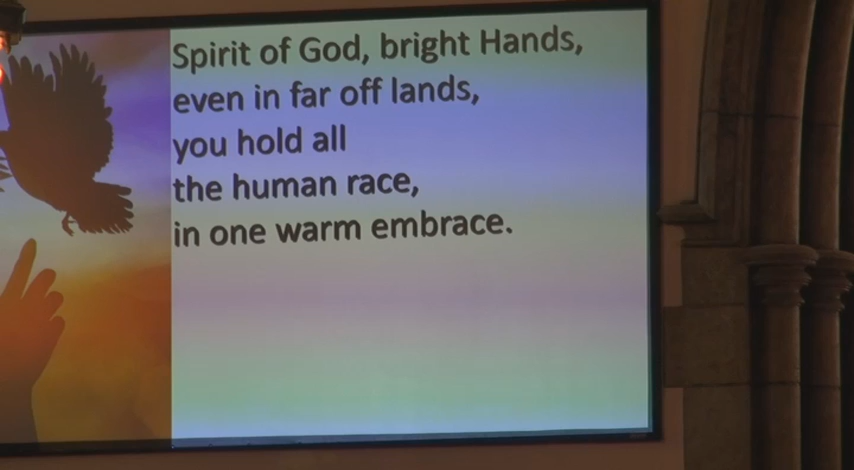 Spirit of God, bright Hands,
even in far off lands,
you hold all
the human race,
in one warm embrace.